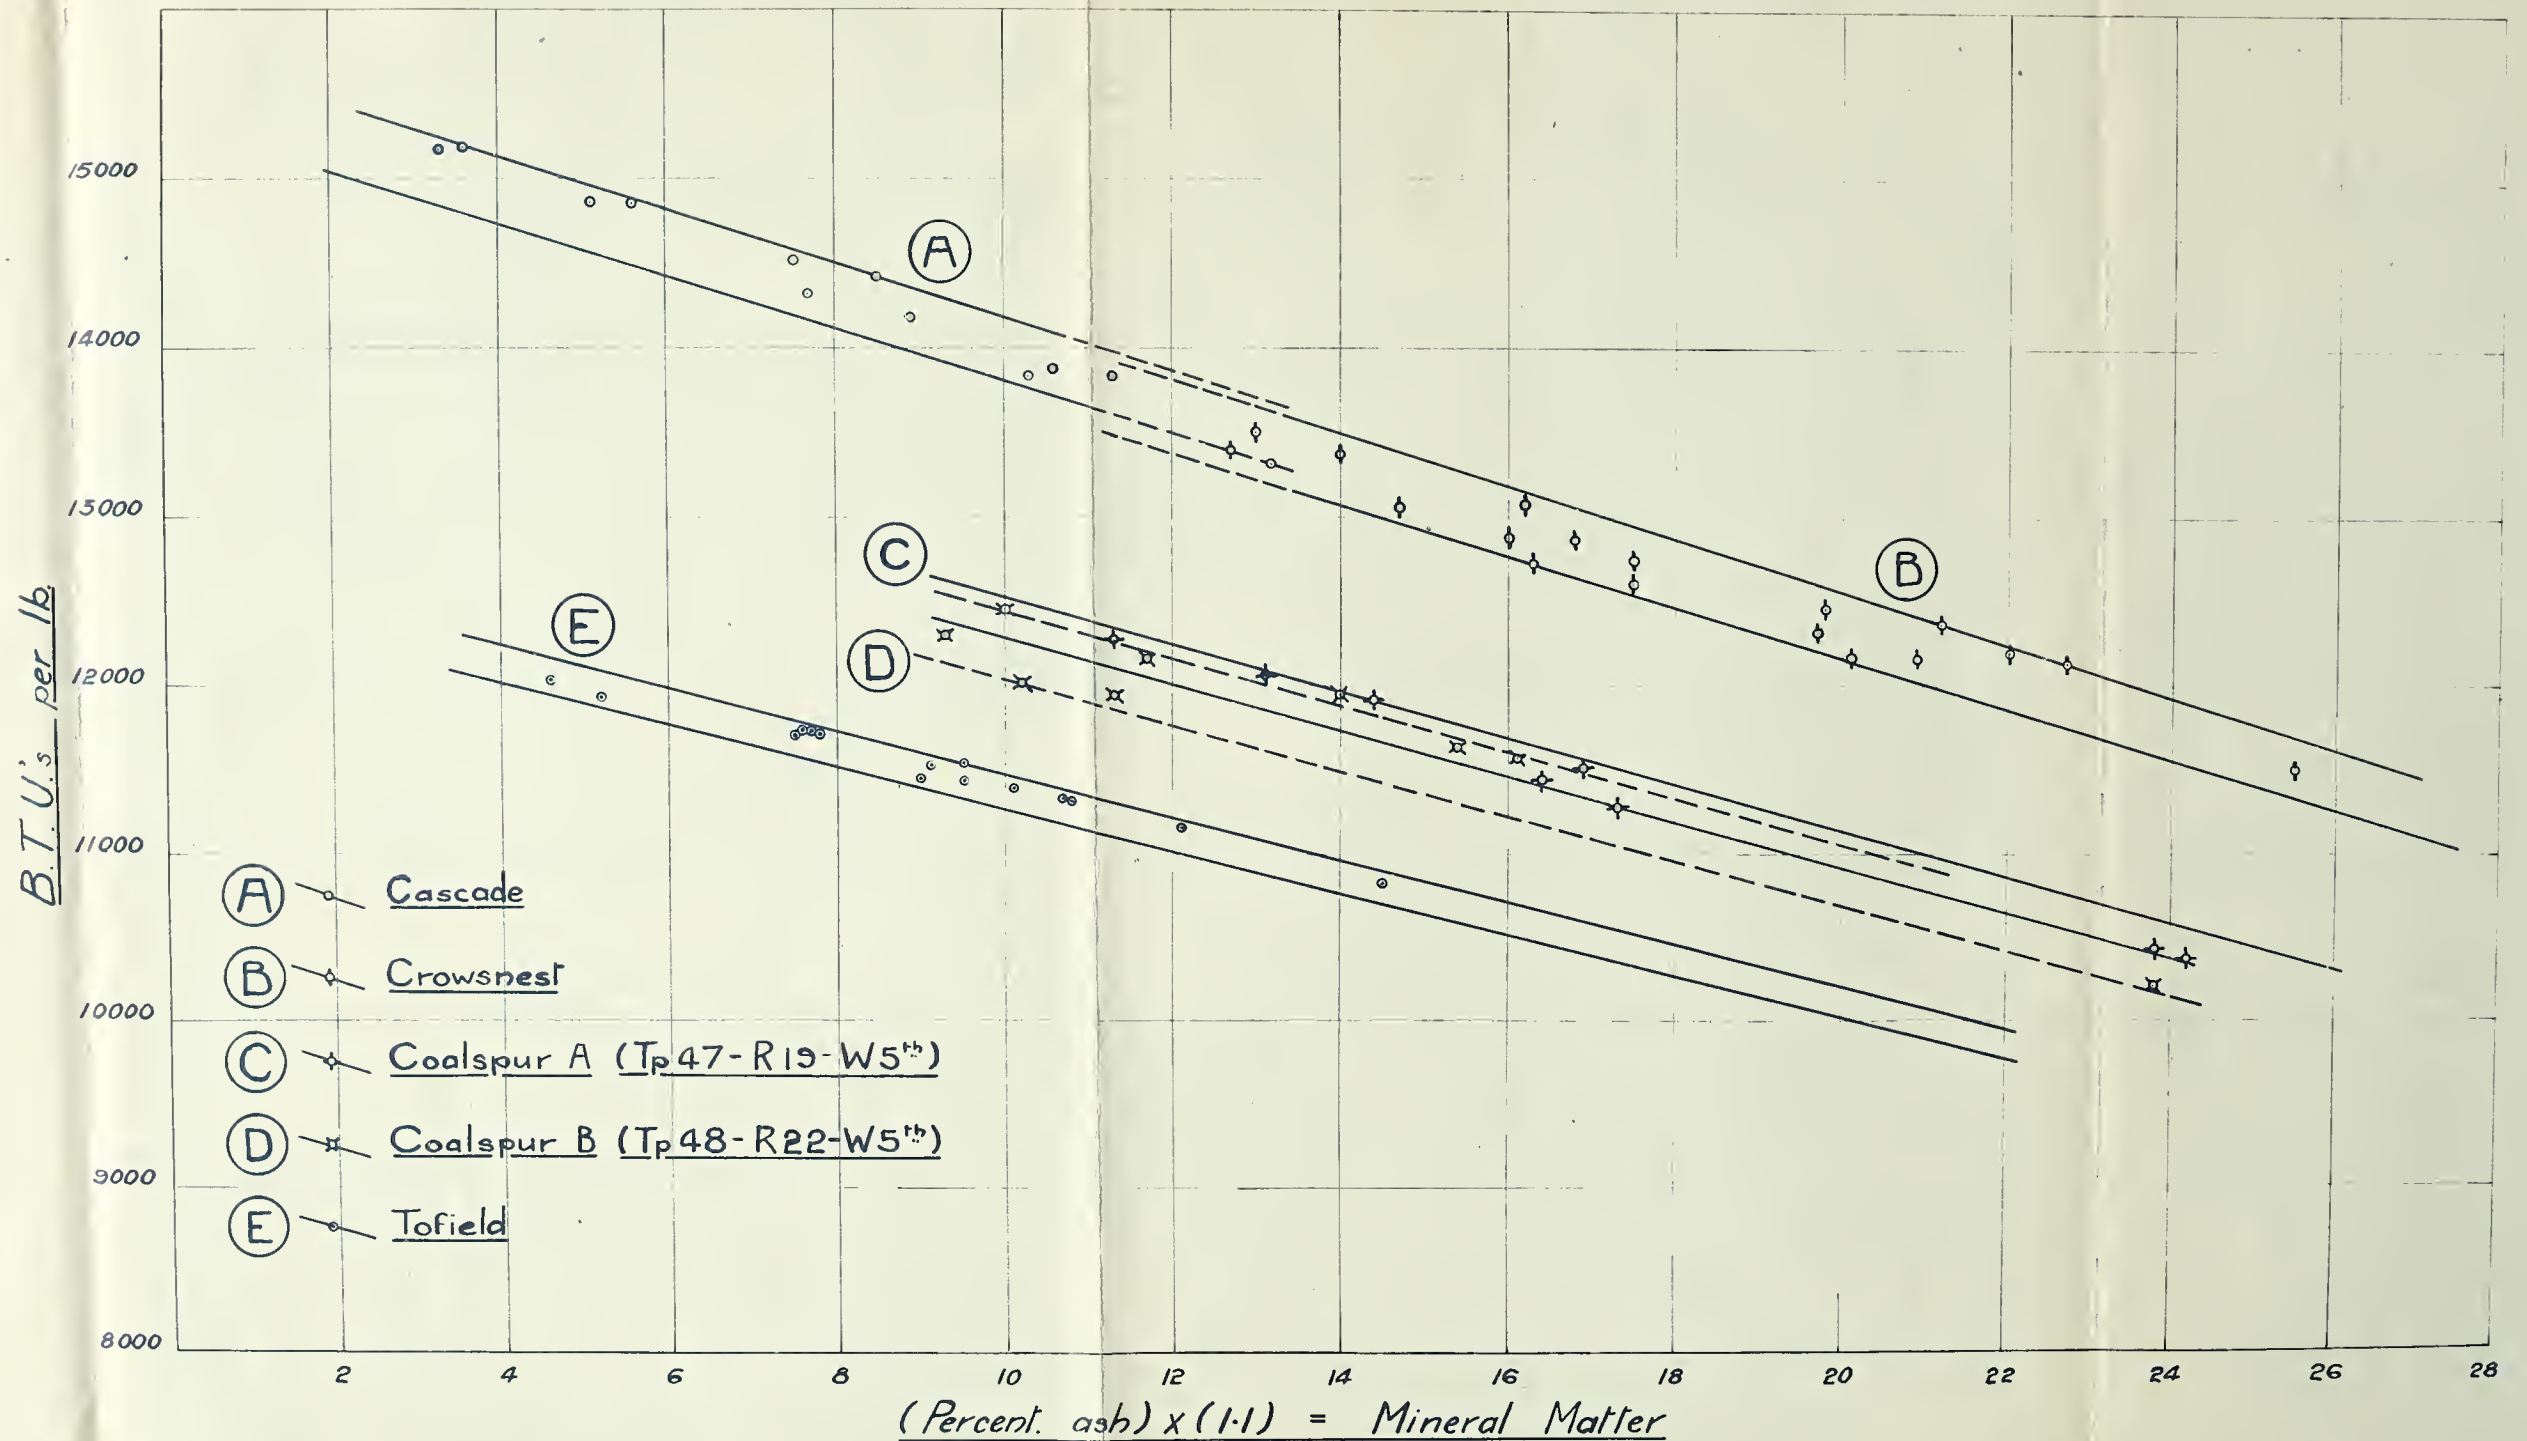 15000
14000
13000
12000
11000
10000
9000
8000
B.T.U.'s per lb.
A
B
C
D
E
A Cascade
B Crowsnest
C Coalspur A (Tp 47-R19-W5th)
D Coalspur B (Tp 48-R22-W5th)
E Tofield
2 4 6 8 10 12 14 16 18 20 22 24 26 28
(Percent. ash) x (1·1) = Mineral Matter